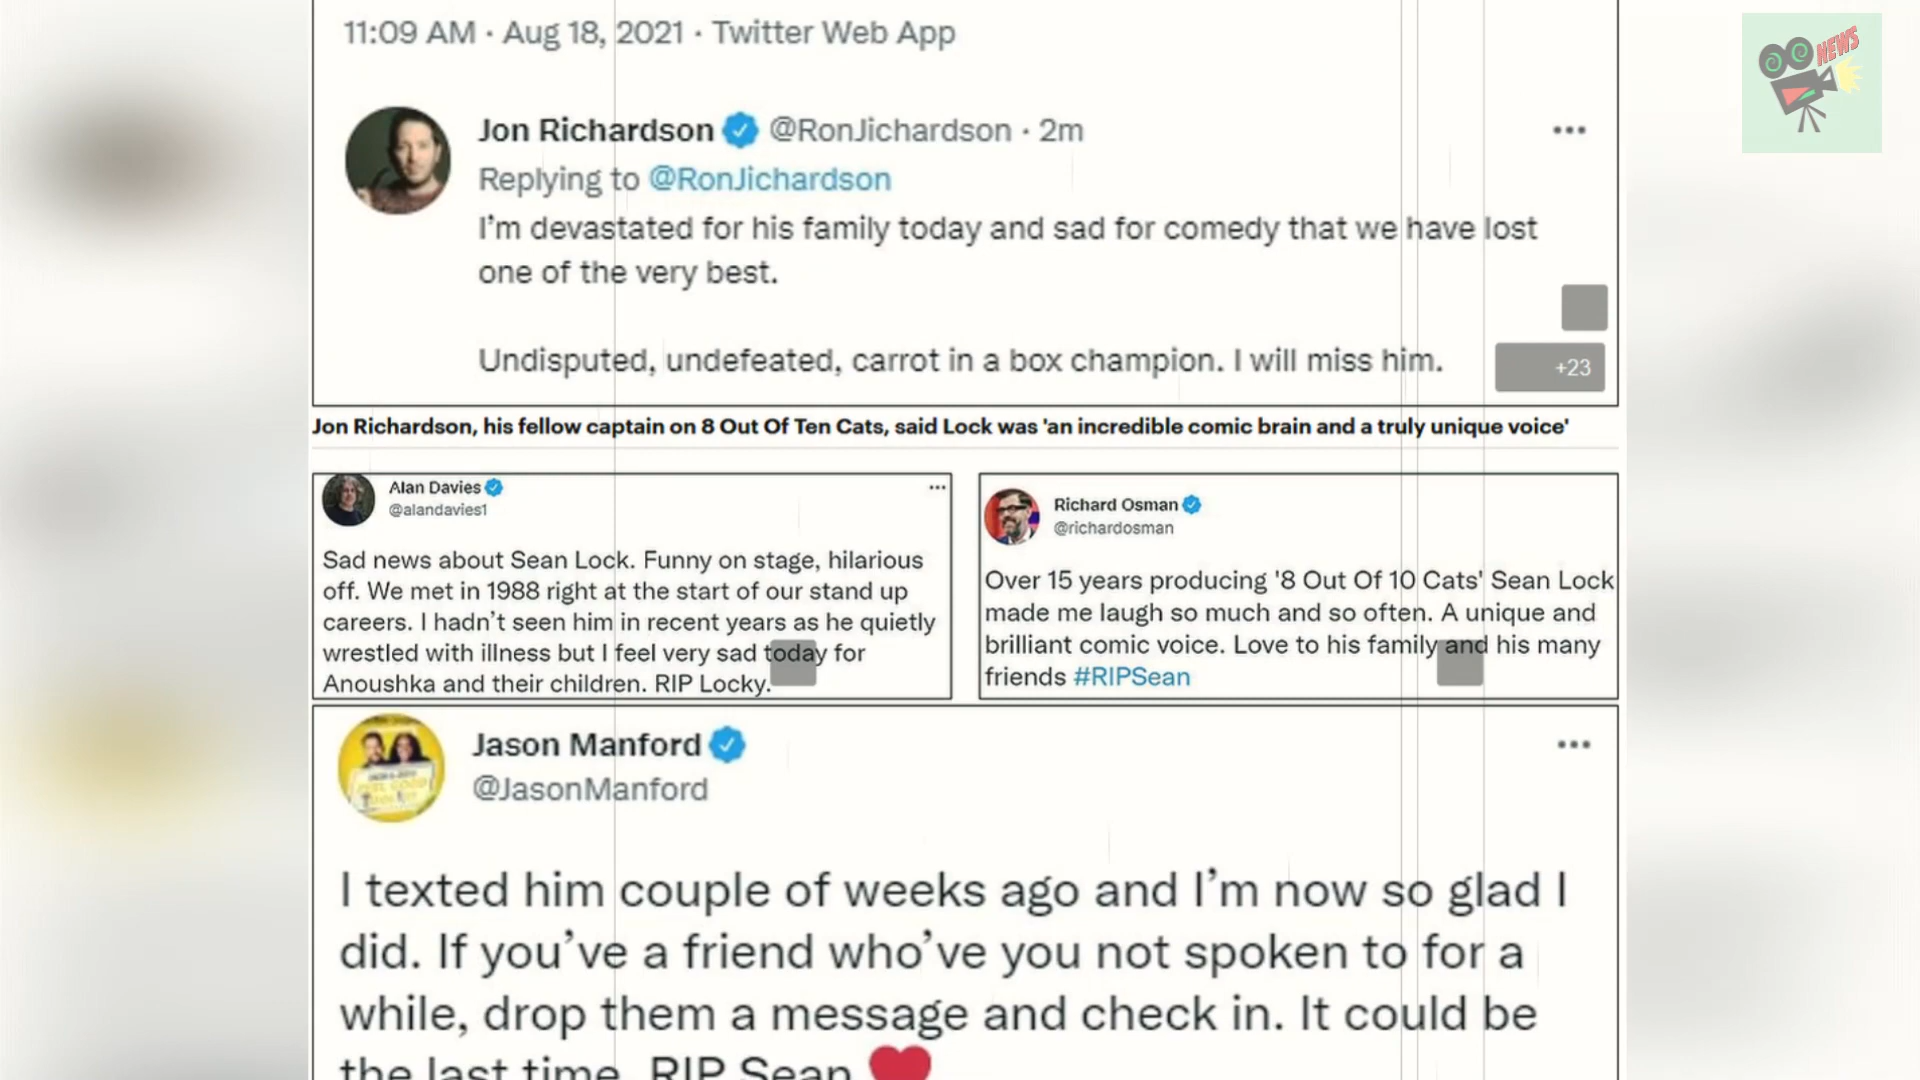 11:09 AM · Aug 18, 2021 · Twitter Web App
NEWS
Jon Richardson @RonJichardson · 2m
Replying to @RonJichardson
I'm devastated for his family today and sad for comedy that we have lost
one of the very best.
Undisputed, undefeated, carrot in a box champion. I will miss him.
+23
Jon Richardson, his fellow captain on 8 Out Of Ten Cats, said Lock was 'an incredible comic brain and a truly unique voice'
Alan Davies
@alandavies1
Sad news about Sean Lock. Funny on stage, hilarious
off. We met in 1988 right at the start of our stand up
careers. I hadn't seen him in recent years as he quietly
wrestled with illness but I feel very sad today for
Anoushka and their children. RIP Locky.
Richard Osman
@richardosman
Over 15 years producing '8 Out Of 10 Cats' Sean Lock
made me laugh so much and so often. A unique and
brilliant comic voice. Love to his family and his many
friends #RIPSean
Jason Manford
@JasonManford
I texted him couple of weeks ago and I'm now so glad I
did. If you've a friend who've you not spoken to for a
while, drop them a message and check in. It could be
the last time. RIP Sean